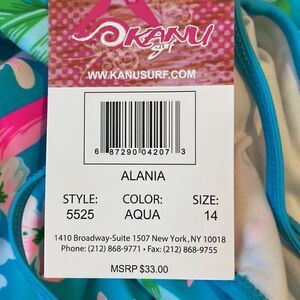 KANU
surf
WWW.KANUSURF.COM
6 87290 04207 3
ALANIA
STYLE: COLOR: SIZE:
5525 AQUA 14
1410 Broadway-Suite 1507 New York, NY 10018
Phone: (212) 868-9771 • Fax: (212) 868-9755
MSRP $33.00